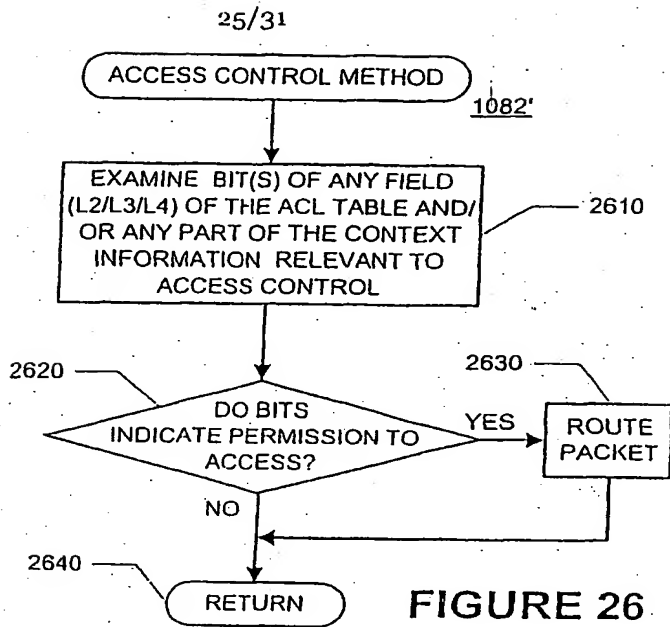 25/31
ACCESS CONTROL METHOD
1082'
EXAMINE BIT(S) OF ANY FIELD
(L2/L3/L4) OF THE ACL TABLE AND/
OR ANY PART OF THE CONTEXT
INFORMATION RELEVANT TO
ACCESS CONTROL
2610
2620
DO BITS
INDICATE PERMISSION TO
ACCESS?
YES
2630
ROUTE
PACKET
NO
2640
RETURN
FIGURE 26